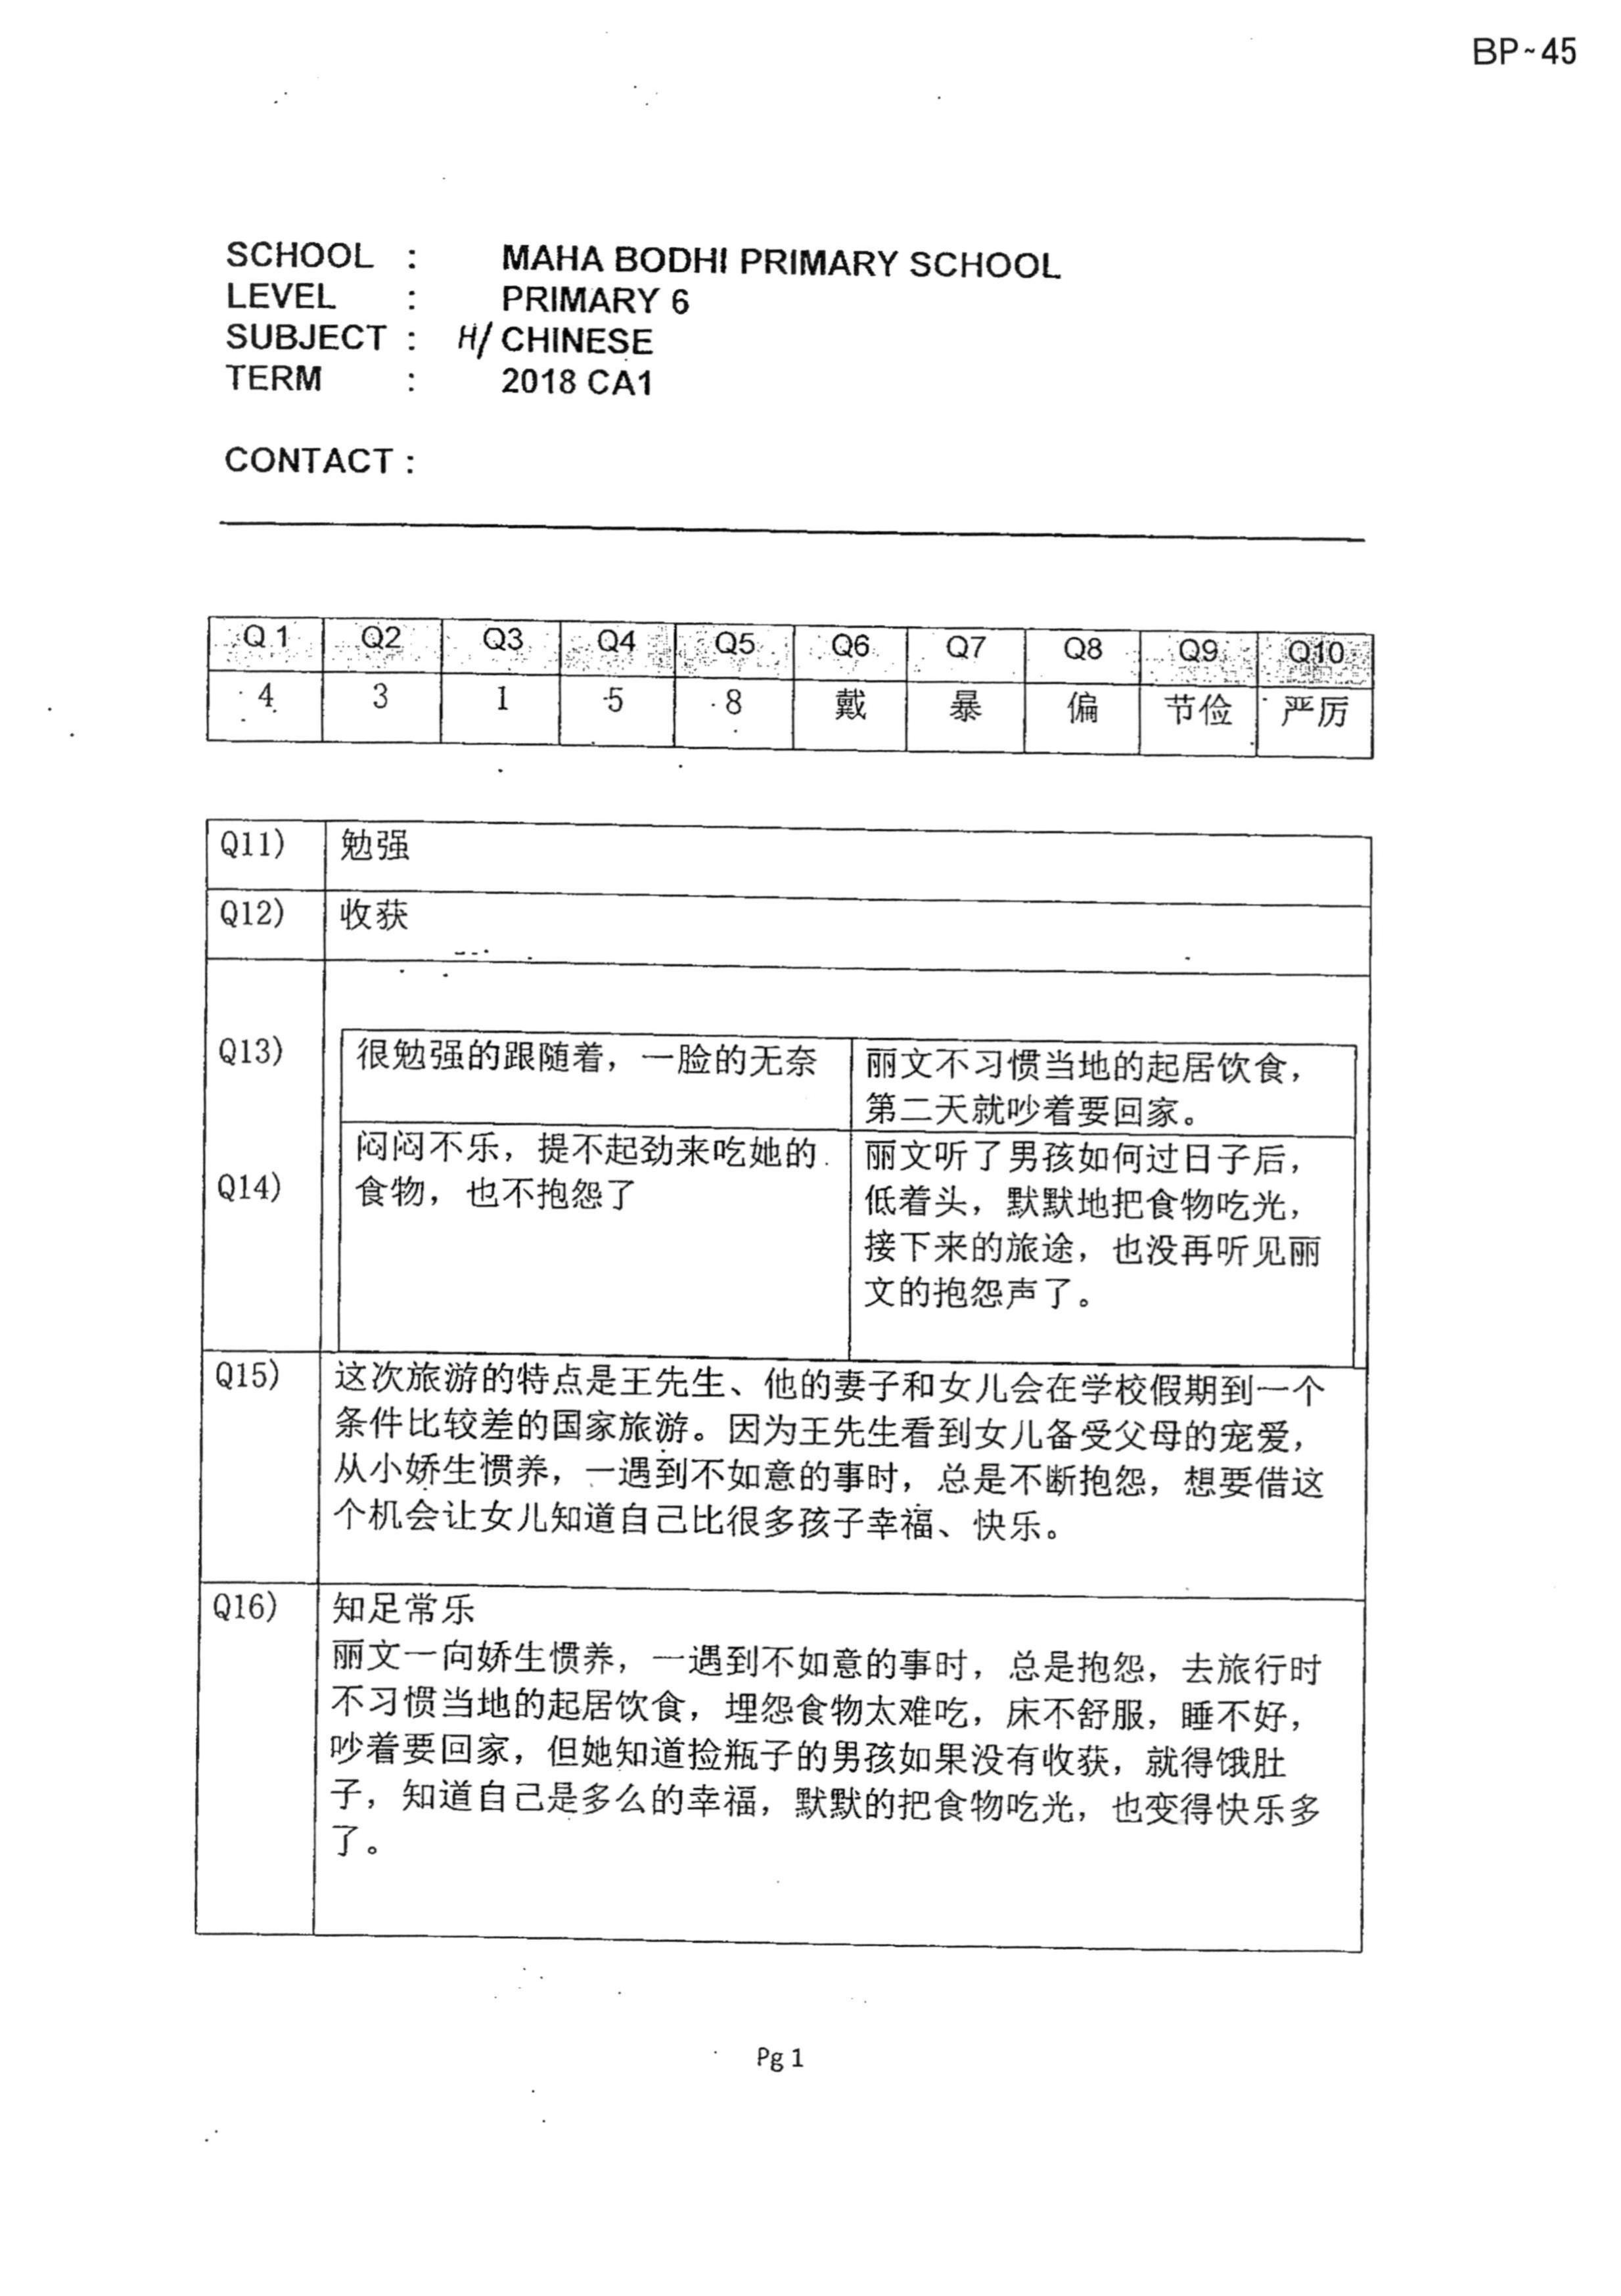 BP~45
SCHOOL : MAHA BODHI PRIMARY SCHOOL
LEVEL : PRIMARY 6
SUBJECT : H/ CHINESE
TERM : 2018 CA1
CONTACT :
Q1 Q2 Q3 Q4 Q5 Q6 Q7 Q8 Q9 Q10
4 3 1 5 8 戴 暴 偏 节俭 严厉
Q11) 勉强
Q12) 收获
Q13) 很勉强的跟随着，一脸的无奈
丽文不习惯当地的起居饮食，
第二天就吵着要回家。
Q14) 闷闷不乐，提不起劲来吃她的
食物，也不抱怨了
丽文听了男孩如何过日子后，
低着头，默默地把食物吃光，
接下来的旅途，也没再听见丽
文的抱怨声了。
Q15) 这次旅游的特点是王先生、他的妻子和女儿会在学校假期到一个
条件比较差的国家旅游。因为王先生看到女儿备受父母的宠爱，
从小娇生惯养，一遇到不如意的事时，总是不断抱怨，想要借这
个机会让女儿知道自己比很多孩子幸福、快乐。
Q16) 知足常乐
丽文一向娇生惯养，一遇到不如意的事时，总是抱怨，去旅行时
不习惯当地的起居饮食，埋怨食物太难吃，床不舒服，睡不好，
吵着要回家，但她知道捡瓶子的男孩如果没有收获，就得饿肚
子，知道自己是多么的幸福，默默的把食物吃光，也变得快乐多
了。
Pg 1